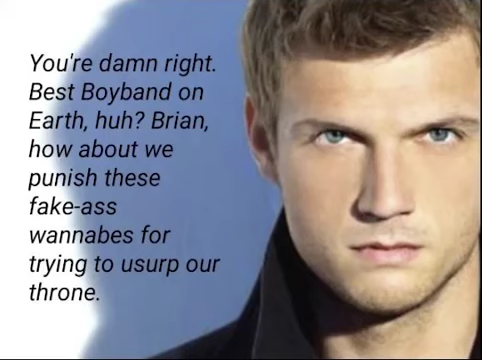 You're damn right.
Best Boyband on
Earth, huh? Brian,
how about we
punish these
fake-ass
wannabes for
trying to usurp our
throne.